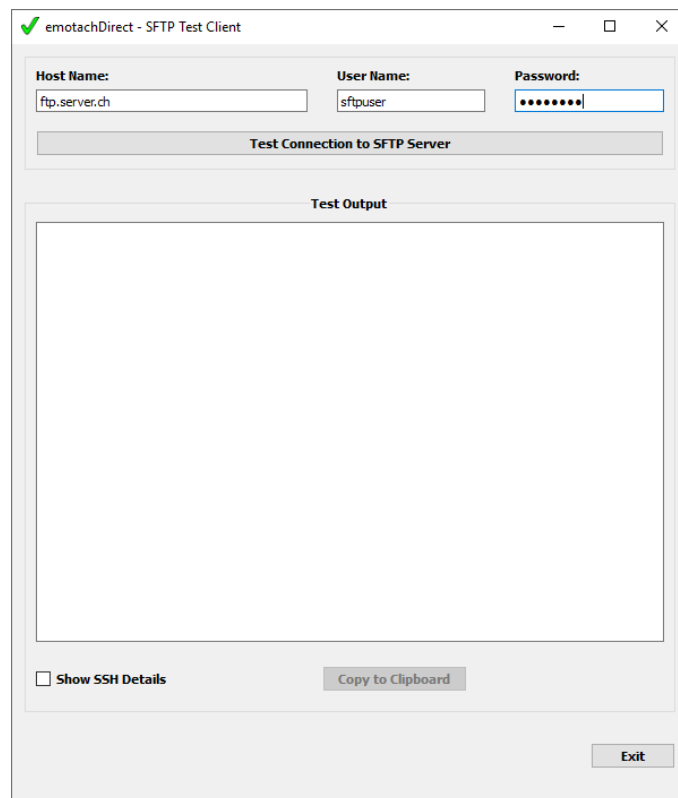 emotachDirect - SFTP Test Client
Host Name: User Name: Password:
ftp.server.ch sftpuser ●●●●●●●●
Test Connection to SFTP Server
Test Output
Show SSH Details Copy to Clipboard
Exit